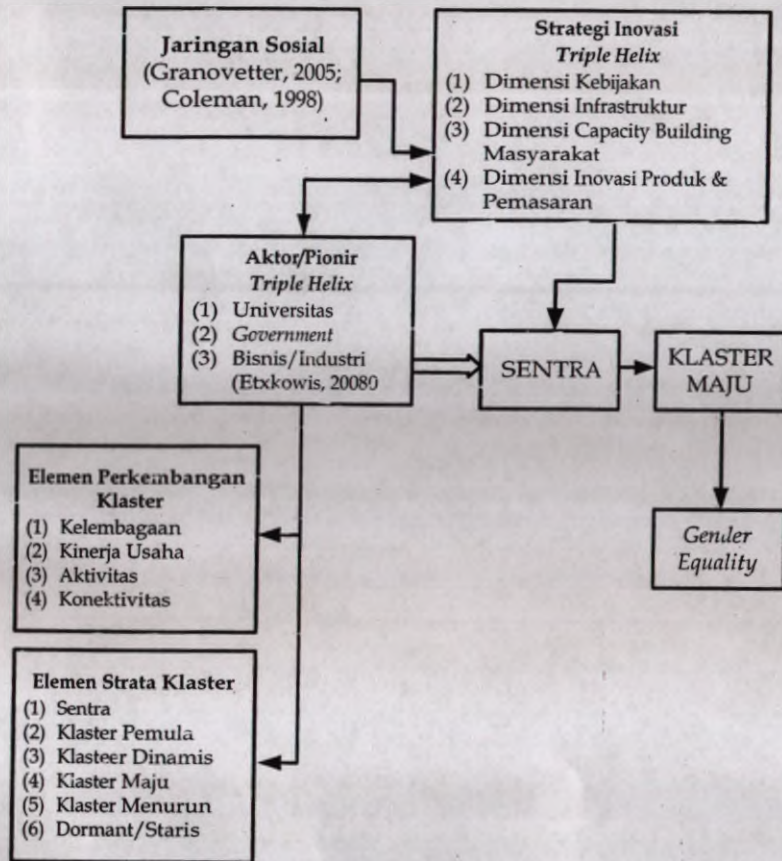 Jaringan Sosial
(Granovetter, 2005;
Coleman, 1998)
Strategi Inovasi
Triple Helix
(1) Dimensi Kebijakan
(2) Dimensi Infrastruktur
(3) Dimensi Capacity Building
Masyarakat
(4) Dimensi Inovasi Produk &
Pemasaran
Aktor/Pionir
Triple Helix
(1) Universitas
(2) Government
(3) Bisnis/Industri
(Etxkowis, 20080
SENTRA
KLASTER
MAJU
Gender
Equality
Elemen Perkembangan
Klaster
(1) Kelembagaan
(2) Kinerja Usaha
(3) Aktivitas
(4) Konektivitas
Elemen Strata Klaster
(1) Sentra
(2) Klaster Pemula
(3) Klasteer Dinamis
(4) Klaster Maju
(5) Klaster Menurun
(6) Dormant/Staris